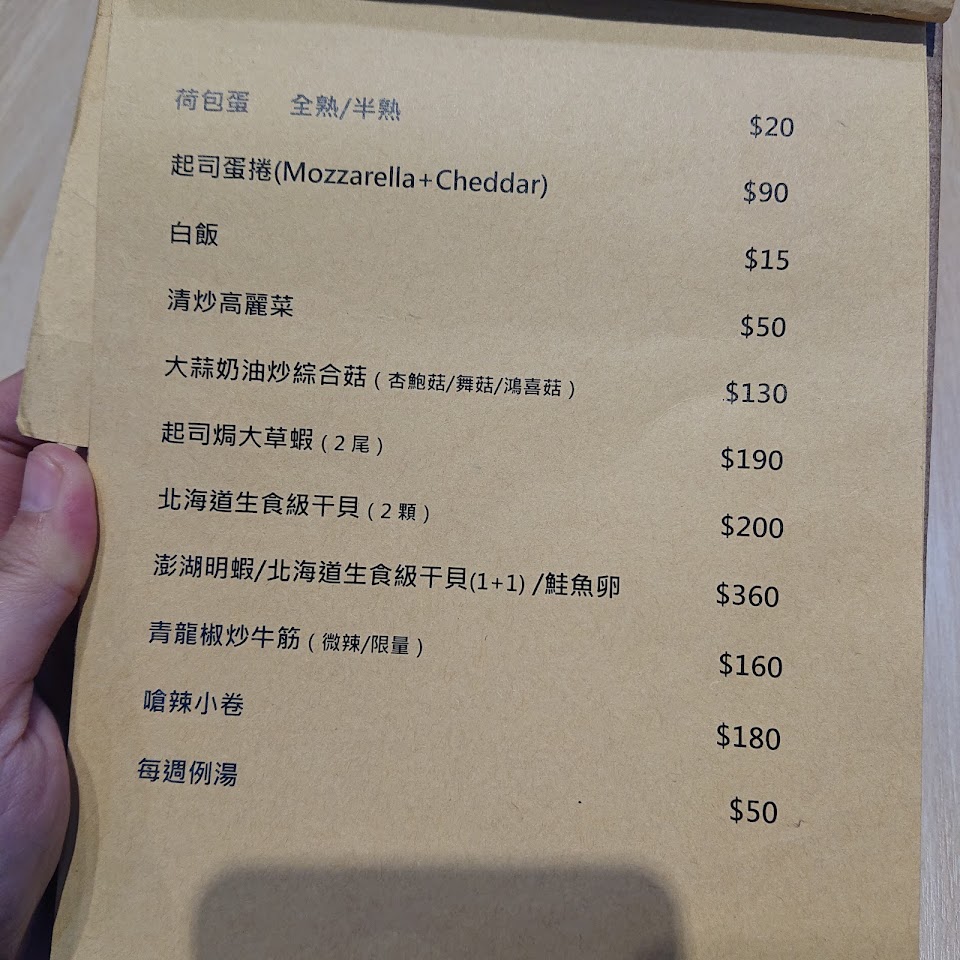 荷包蛋 全熟/半熟 $20
起司蛋捲(Mozzarella+Cheddar) $90
白飯 $15
清炒高麗菜 $50
大蒜奶油炒綜合菇(杏鮑菇/舞菇/鴻喜菇) $130
起司焗大草蝦(2尾) $190
北海道生食級干貝(2顆) $200
澎湖明蝦/北海道生食級干貝(1+1) /鮭魚卵 $360
青龍椒炒牛筋(微辣/限量) $160
嗆辣小卷 $180
每週例湯 $50